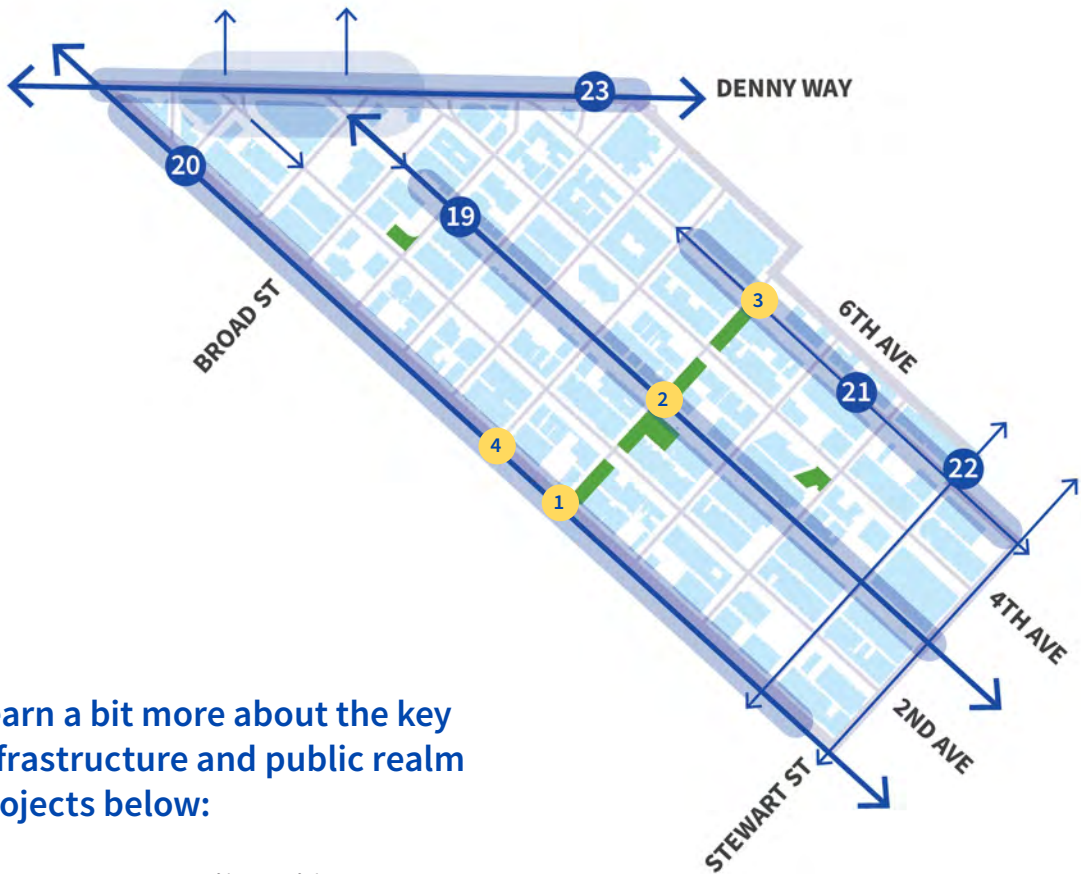 DENNY WAY
23
20
19
BROAD ST
3
6TH AVE
21
2
4
22
1
4TH AVE
2ND AVE
STEWART ST
earn a bit more about the key
frastructure and public realm
ojects below: